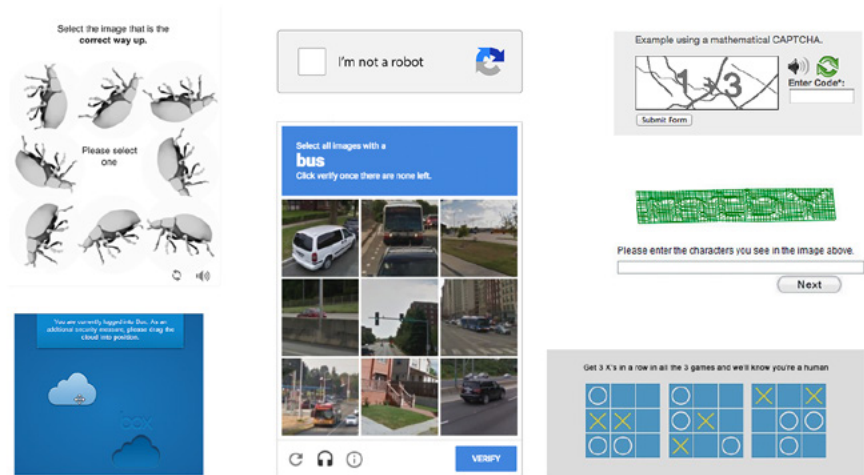 Select the image that is the
correct way up.
Please select
one
You are currently logged into Box. As an
additional security measure, please drag the
cloud into position.
box
I'm not a robot
Select all images with a
bus
Click verify once there are none left.
VERIFY
Example using a mathematical CAPTCHA.
1 + 3
Enter Code*:
Submit Form
Please enter the characters you see in the image above.
Next
Get 3 X's in a row in all the 3 games and we'll know you're a human